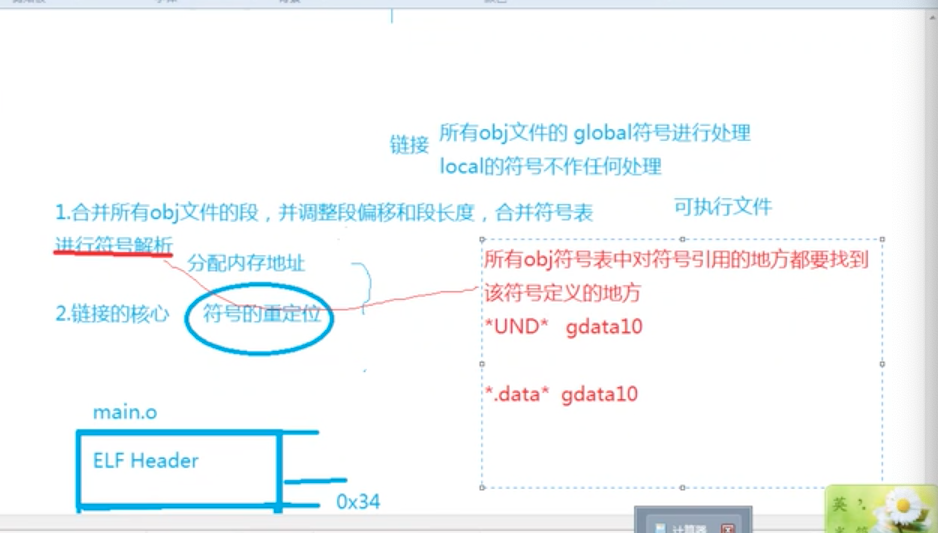 链接
所有obj文件的 global符号进行处理
local的符号不作任何处理
1.合并所有obj文件的段，并调整段偏移和段长度，合并符号表
可执行文件
进行符号解析
分配内存地址
2.链接的核心 符号的重定位
所有obj符号表中对符号引用的地方都要找到
该符号定义的地方
*UND* gdata10
*.data* gdata10
main.o
ELF Header
0x34
计算器
英